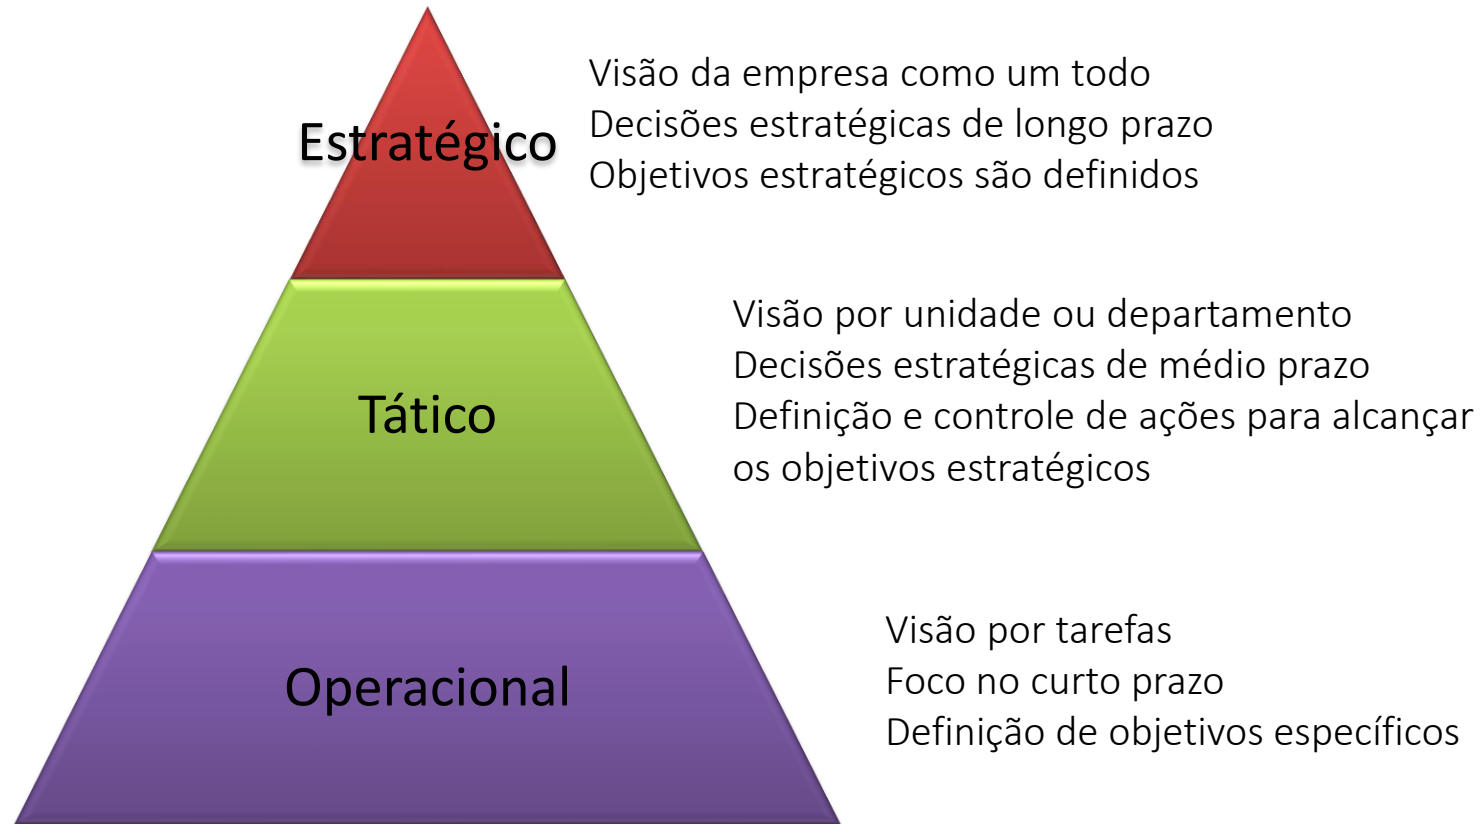 Estratégico
Visão da empresa como um todo
Decisões estratégicas de longo prazo
Objetivos estratégicos são definidos
Tático
Visão por unidade ou departamento
Decisões estratégicas de médio prazo
Definição e controle de ações para alcançar
os objetivos estratégicos
Operacional
Visão por tarefas
Foco no curto prazo
Definição de objetivos específicos